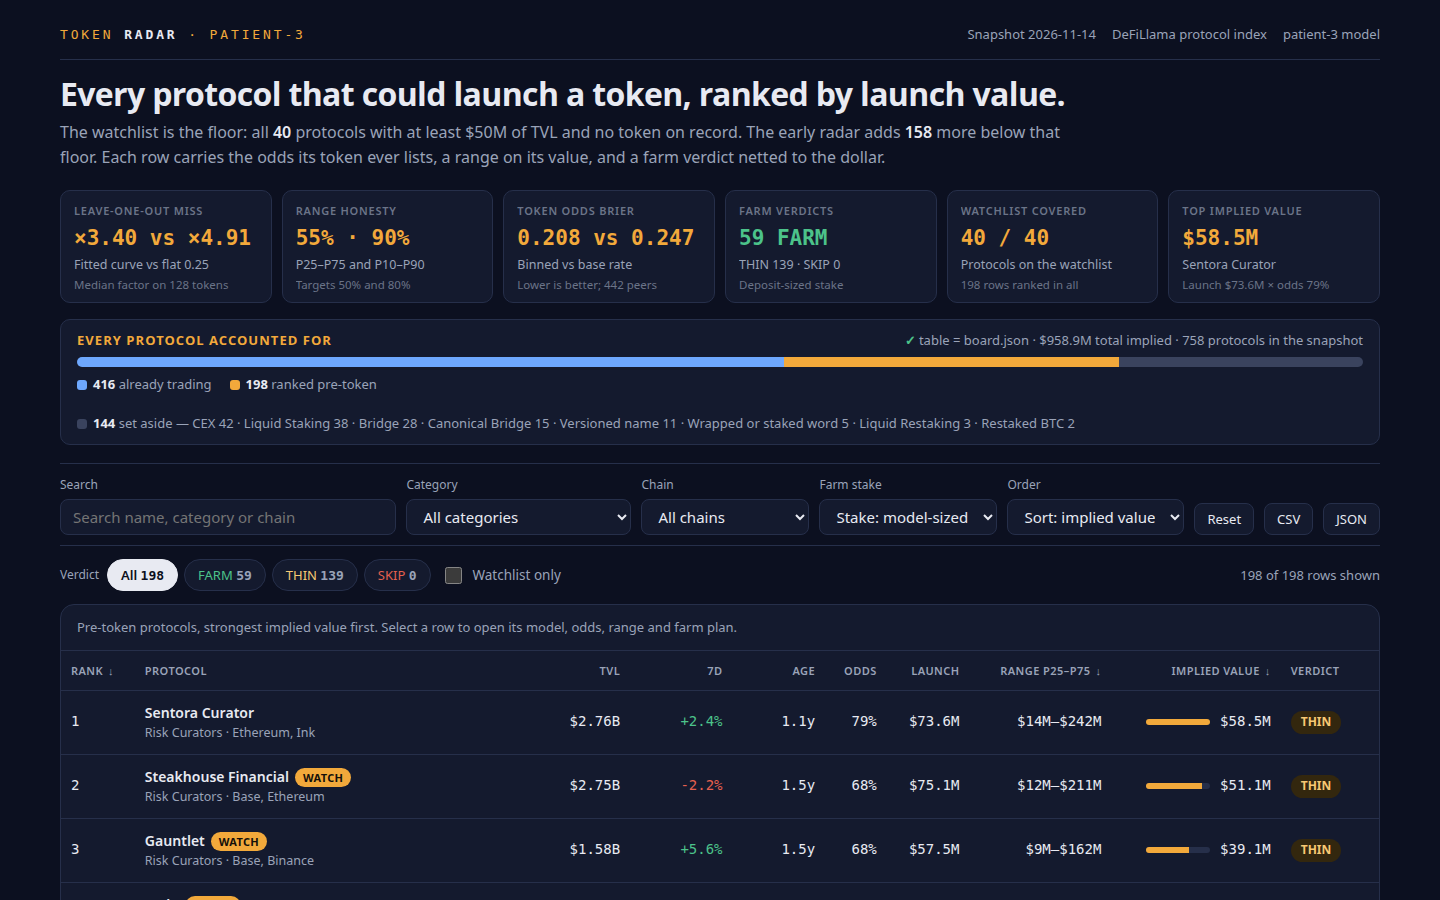 TOKEN RADAR · PATIENT-3
Snapshot 2026-11-14 DeFiLlama protocol index patient-3 model
Every protocol that could launch a token, ranked by launch value.
The watchlist is the floor: all 40 protocols with at least $50M of TVL and no token on record. The early radar adds 158 more below that
floor. Each row carries the odds its token ever lists, a range on its value, and a farm verdict netted to the dollar.
LEAVE-ONE-OUT MISS
×3.40 vs ×4.91
Fitted curve vs flat 0.25
Median factor on 128 tokens
RANGE HONESTY
55% · 90%
P25–P75 and P10–P90
Targets 50% and 80%
TOKEN ODDS BRIER
0.208 vs 0.247
Binned vs base rate
Lower is better; 442 peers
FARM VERDICTS
59 FARM
THIN 139 · SKIP 0
Deposit-sized stake
WATCHLIST COVERED
40 / 40
Protocols on the watchlist
198 rows ranked in all
TOP IMPLIED VALUE
$58.5M
Sentora Curator
Launch $73.6M × odds 79%
EVERY PROTOCOL ACCOUNTED FOR
✓ table = board.json · $958.9M total implied · 758 protocols in the snapshot
416 already trading 198 ranked pre-token
144 set aside — CEX 42 · Liquid Staking 38 · Bridge 28 · Canonical Bridge 15 · Versioned name 11 · Wrapped or staked word 5 · Liquid Restaking 3 · Restaked BTC 2
Search Category Chain Farm stake Order
Search name, category or chain All categories All chains Stake: model-sized Sort: implied value Reset CSV JSON
Verdict All 198 FARM 59 THIN 139 SKIP 0 Watchlist only 198 of 198 rows shown
Pre-token protocols, strongest implied value first. Select a row to open its model, odds, range and farm plan.
RANK ↓ PROTOCOL TVL 7D AGE ODDS LAUNCH RANGE P25–P75 ↓ IMPLIED VALUE ↓ VERDICT
1 Sentora Curator $2.76B +2.4% 1.1y 79% $73.6M $14M–$242M $58.5M THIN
Risk Curators · Ethereum, Ink
2 Steakhouse Financial WATCH $2.75B -2.2% 1.5y 68% $75.1M $12M–$211M $51.1M THIN
Risk Curators · Base, Ethereum
3 Gauntlet WATCH $1.58B +5.6% 1.5y 68% $57.5M $9M–$162M $39.1M THIN
Risk Curators · Base, Binance